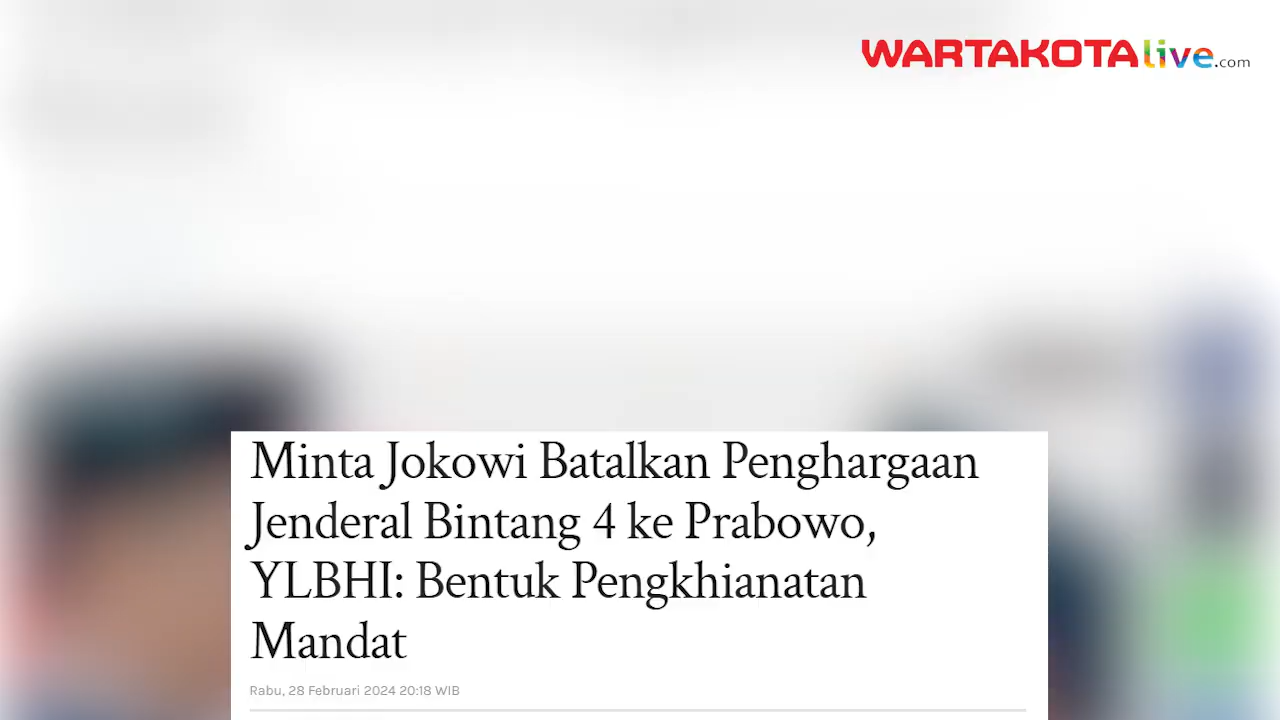 WARTAKOTAlive.com
Minta Jokowi Batalkan Penghargaan
Jenderal Bintang 4 ke Prabowo,
YLBHI: Bentuk Pengkhianatan
Mandat
Rabu, 28 Februari 2024 20:18 WIB